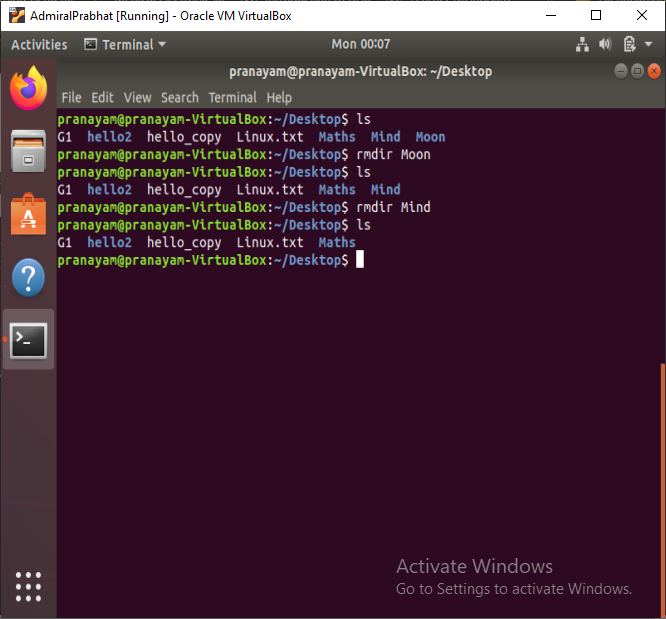 AdmiralPrabhat [Running] - Oracle VM VirtualBox
Activities Terminal Mon 00:07
pranayam@pranayam-VirtualBox: ~/Desktop
File Edit View Search Terminal Help
pranayam@pranayam-VirtualBox:~/Desktop$ ls
G1 hello2 hello_copy Linux.txt Maths Mind Moon
pranayam@pranayam-VirtualBox:~/Desktop$ rmdir Moon
pranayam@pranayam-VirtualBox:~/Desktop$ ls
G1 hello2 hello_copy Linux.txt Maths Mind
pranayam@pranayam-VirtualBox:~/Desktop$ rmdir Mind
pranayam@pranayam-VirtualBox:~/Desktop$ ls
G1 hello2 hello_copy Linux.txt Maths
pranayam@pranayam-VirtualBox:~/Desktop$
Activate Windows
Go to Settings to activate Windows.